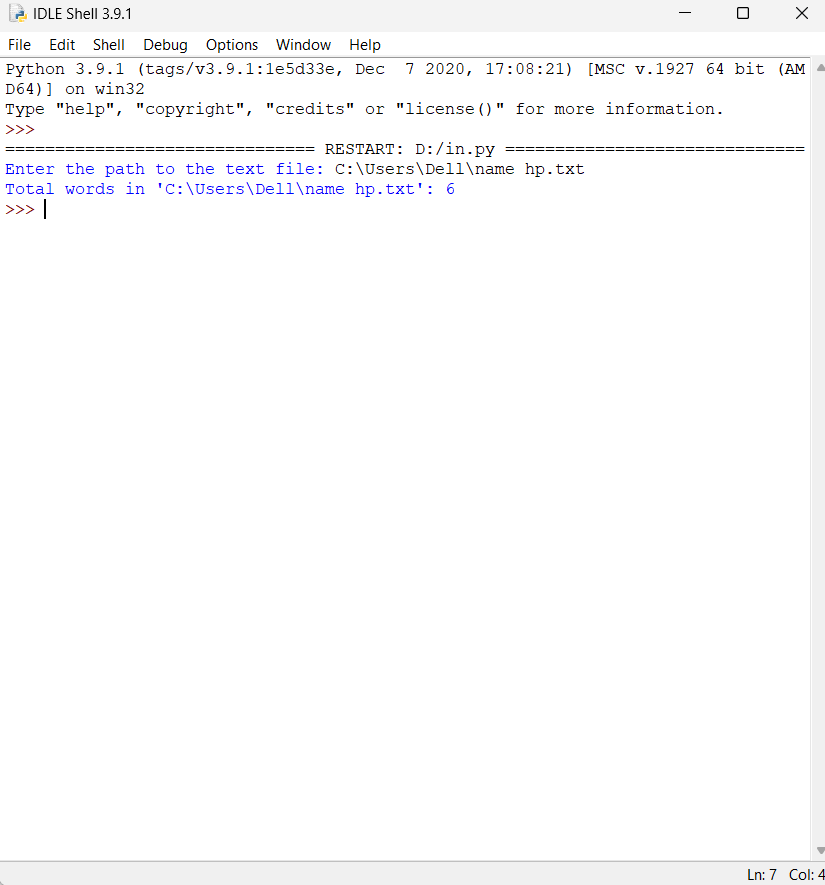 IDLE Shell 3.9.1
File Edit Shell Debug Options Window Help
Python 3.9.1 (tags/v3.9.1:1e5d33e, Dec  7 2020, 17:08:21) [MSC v.1927 64 bit (AM
D64)] on win32
Type "help", "copyright", "credits" or "license()" for more information.
>>>
=============================== RESTART: D:/in.py ==============================
Enter the path to the text file: C:\Users\Dell\name hp.txt
Total words in 'C:\Users\Dell\name hp.txt': 6
>>>
Ln: 7 Col: 4